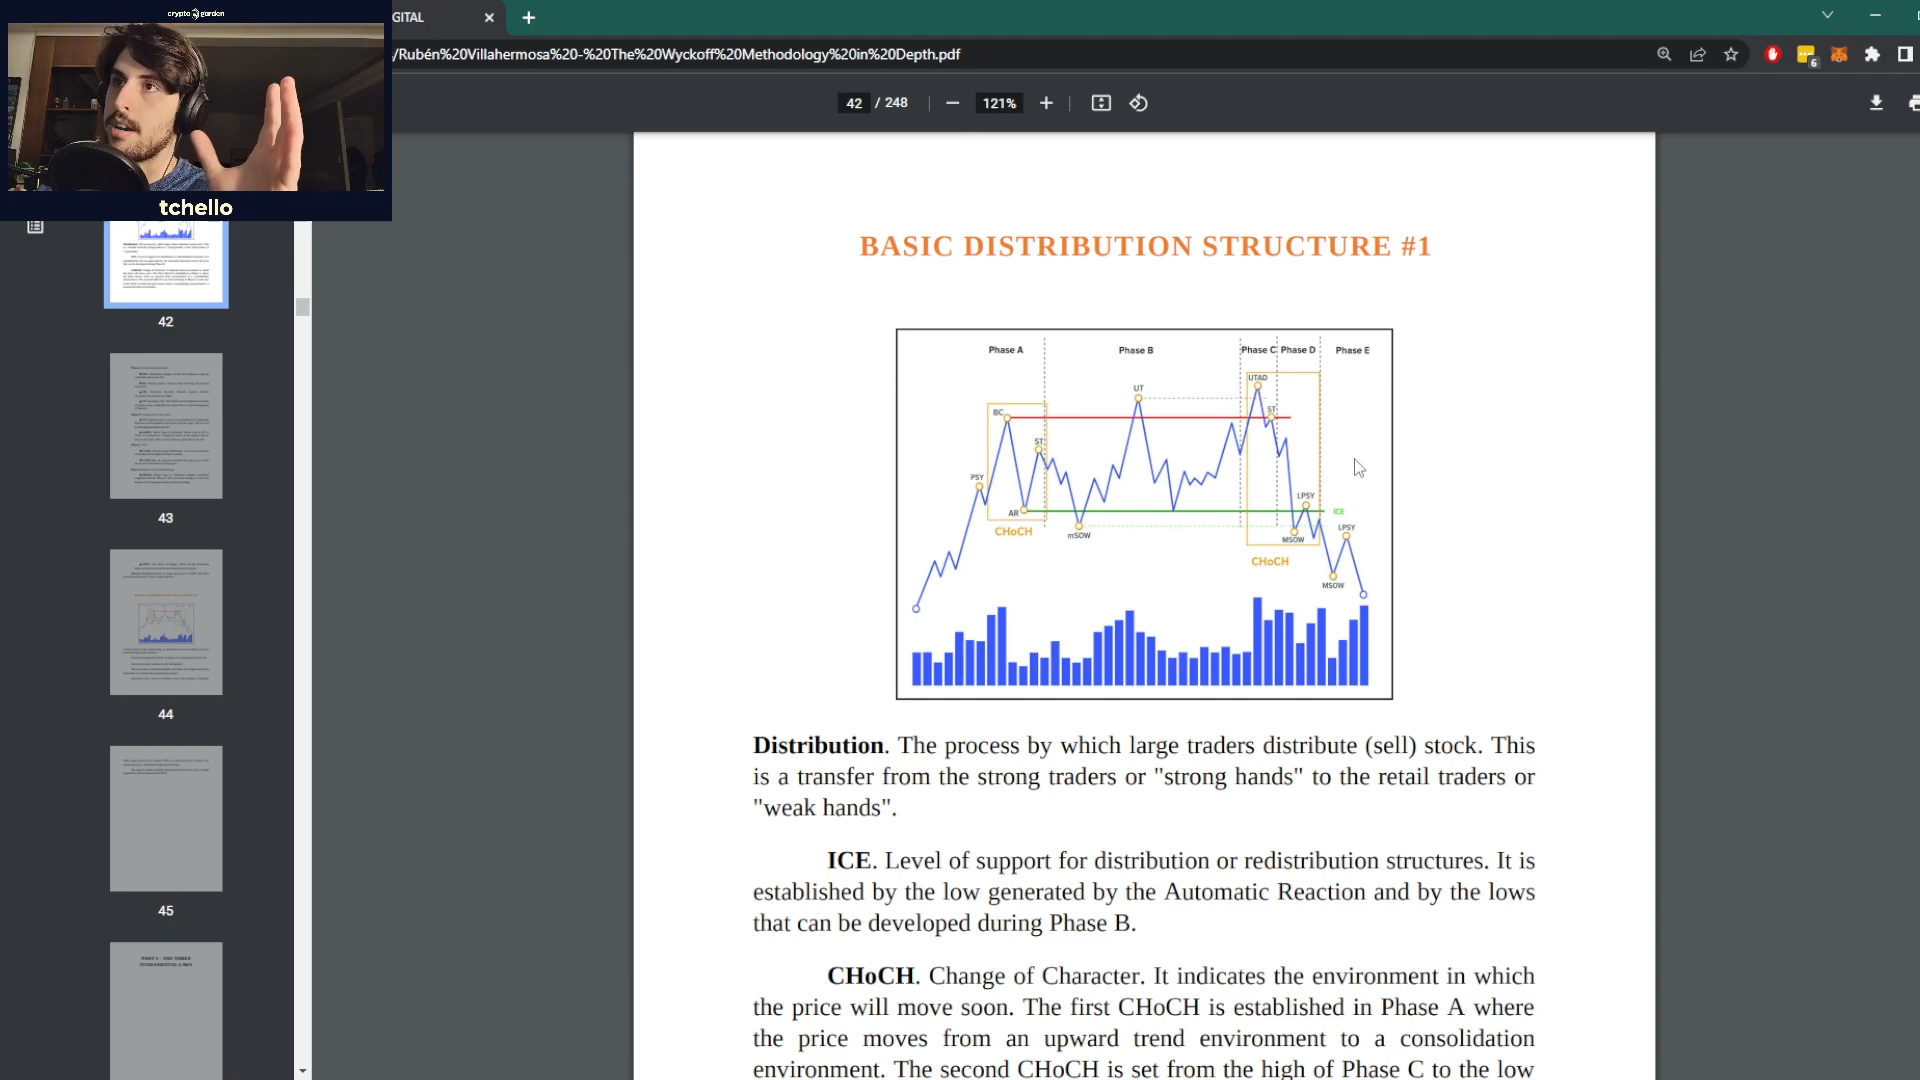 crypto garden
GITAL
/Rubén%20Villahermosa%20-%20The%20Wyckoff%20Methodology%20in%20Depth.pdf
6
42 / 248
121%
tchello
42
43
44
45
PART 3 - THE THREE
FUNDAMENTAL LAWS
BASIC DISTRIBUTION STRUCTURE #1
Phase A
Phase B
Phase C
Phase D
Phase E
UTAD
UT
BC
ST
ST
PSY
LPSY
AR
ICE
CHoCH
mSOW
LPSY
MSOW
CHoCH
MSOW
Distribution. The process by which large traders distribute (sell) stock. This
is a transfer from the strong traders or "strong hands" to the retail traders or
"weak hands".
ICE. Level of support for distribution or redistribution structures. It is
established by the low generated by the Automatic Reaction and by the lows
that can be developed during Phase B.
CHoCH. Change of Character. It indicates the environment in which
the price will move soon. The first CHoCH is established in Phase A where
the price moves from an upward trend environment to a consolidation
environment. The second CHoCH is set from the high of Phase C to the low